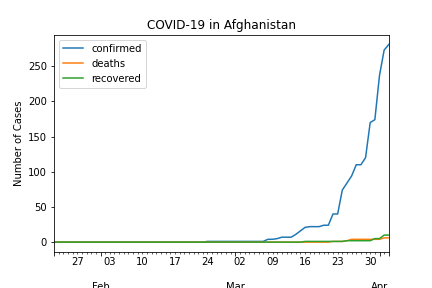 COVID-19 in Afghanistan
confirmed
deaths
recovered
Number of Cases
250
200
150
100
50
0
27 03 10 17 24 02 09 16 23 30
Feb Mar Apr